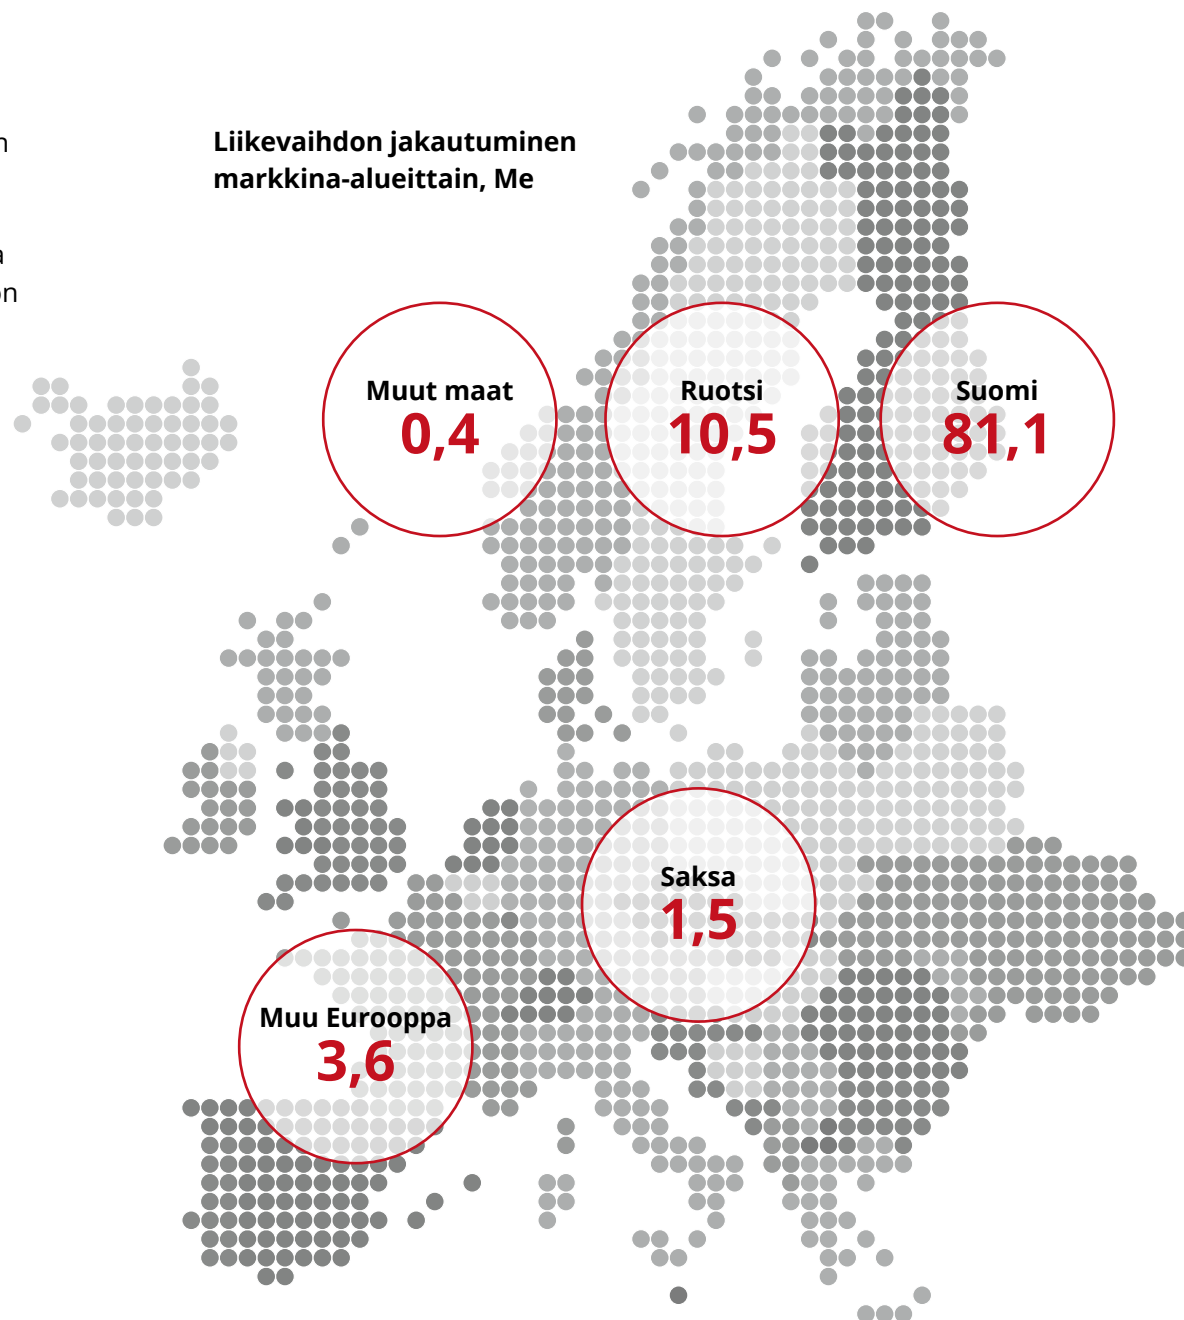 n
Liikevaihdon jakautuminen
markkina-alueittain, Me
a
on
Muut maat
0,4
Ruotsi
10,5
Suomi
81,1
Saksa
1,5
Muu Eurooppa
3,6